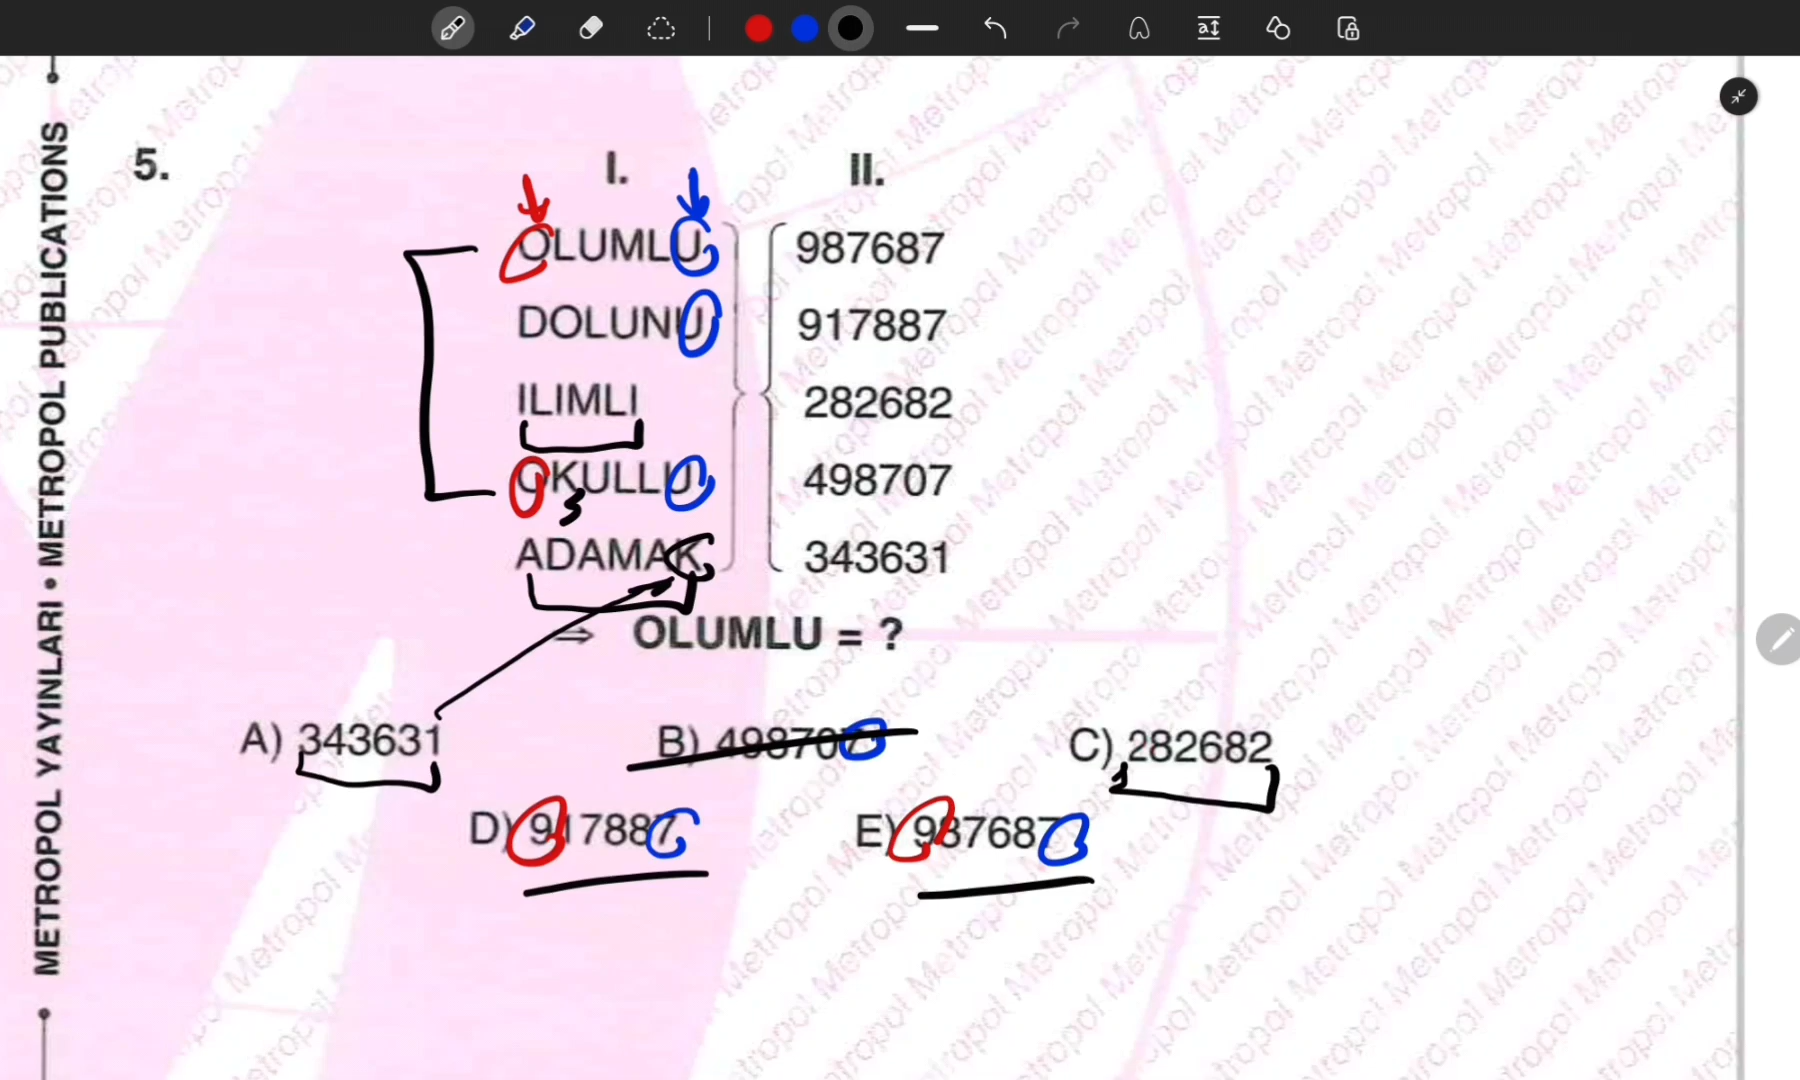 METROPOL YAYINLARI • METROPOL PUBLICATIONS
5.
I. II.
OLUMLU 987687
DOLUNU 917887
ILIMLI 282682
OKULLU 498707
ADAMAK 343631
⇒ OLUMLU = ?
A) 343631 B) 498707 C) 282682
D) 917887 E) 987687